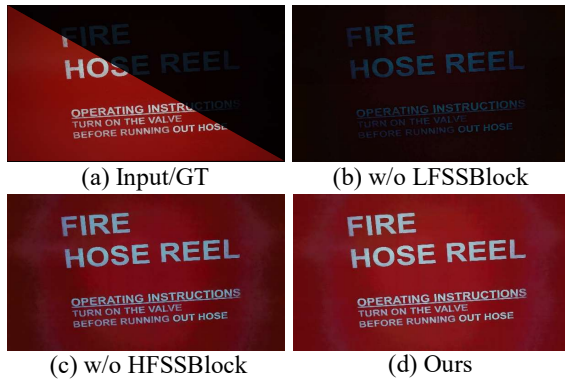 FIRE
HOSE REEL
OPERATING INSTRUCTIONS
TURN ON THE VALVE
BEFORE RUNNING OUT HOSE
(a) Input/GT
FIRE
HOSE REEL
OPERATING INSTRUCTIONS
TURN ON THE VALVE
BEFORE RUNNING OUT HOSE
(b) w/o LFSSBlock
FIRE
HOSE REEL
OPERATING INSTRUCTIONS
TURN ON THE VALVE
BEFORE RUNNING OUT HOSE
(c) w/o HFSSBlock
FIRE
HOSE REEL
OPERATING INSTRUCTIONS
TURN ON THE VALVE
BEFORE RUNNING OUT HOSE
(d) Ours